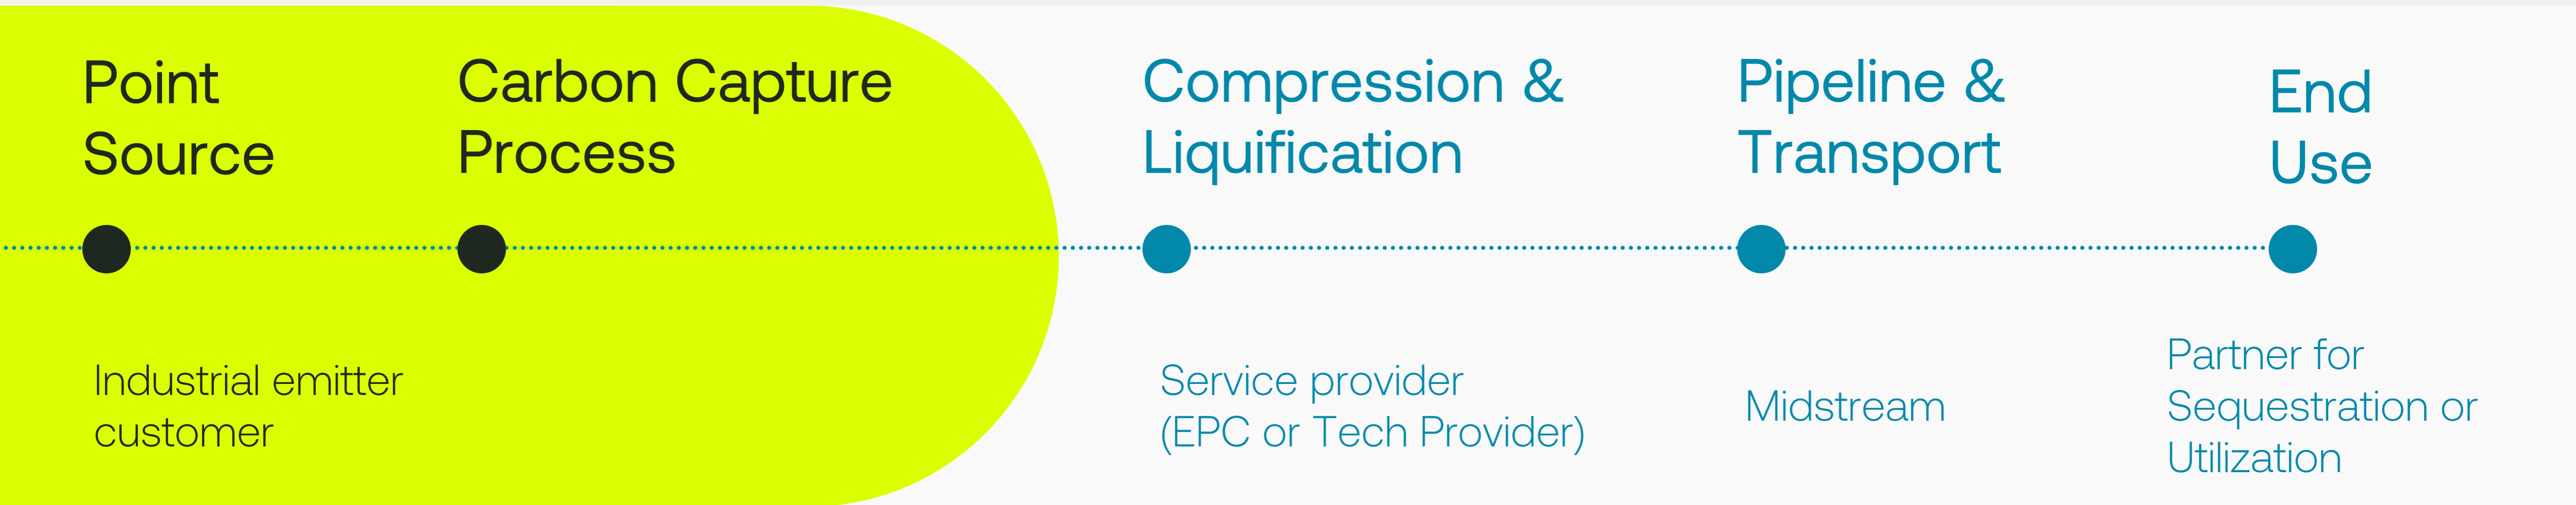 Point
Source
Carbon Capture
Process
Compression &
Liquification
Pipeline &
Transport
End
Use
Industrial emitter
customer
Service provider
(EPC or Tech Provider)
Midstream
Partner for
Sequestration or
Utilization